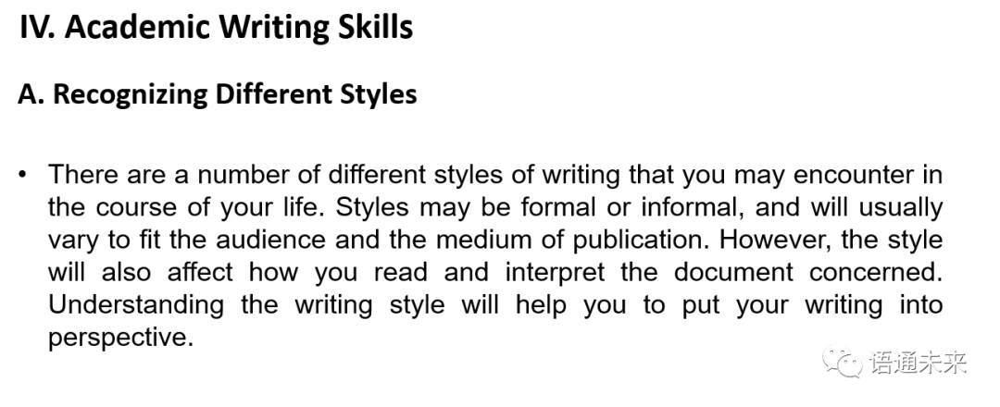 IV. Academic Writing Skills
A. Recognizing Different Styles
• There are a number of different styles of writing that you may encounter in
the course of your life. Styles may be formal or informal, and will usually
vary to fit the audience and the medium of publication. However, the style
will also affect how you read and interpret the document concerned.
Understanding the writing style will help you to put your writing into
perspective.
语通未来